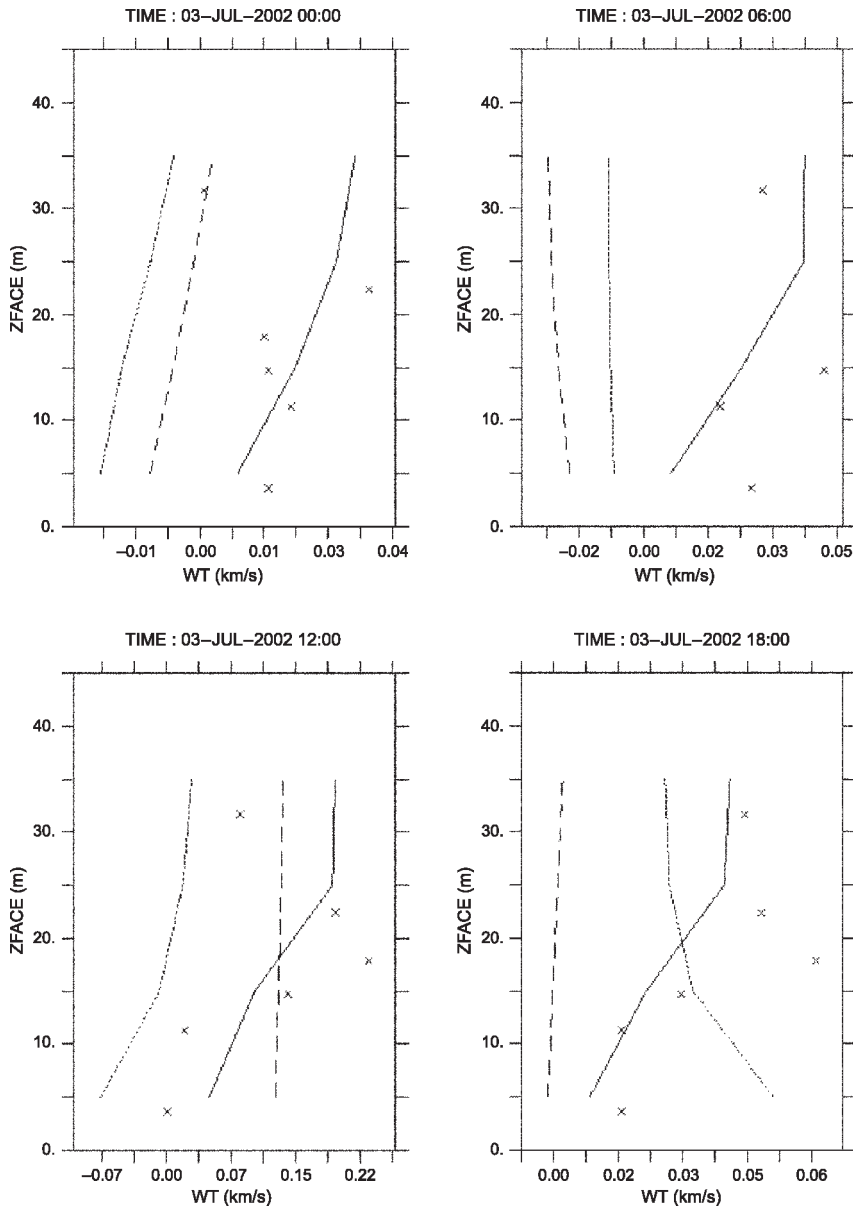 TIME : 03–JUL–2002 00:00
40.
30.
20.
10.
0.
ZFACE (m)
–0.01 0.00 0.01 0.03 0.04
WT (km/s)
TIME : 03–JUL–2002 06:00
40.
30.
20.
10.
0.
ZFACE (m)
–0.02 0.00 0.02 0.03 0.05
WT (km/s)
TIME : 03–JUL–2002 12:00
40.
30.
20.
10.
0.
ZFACE (m)
–0.07 0.00 0.07 0.15 0.22
WT (km/s)
TIME : 03–JUL–2002 18:00
40.
30.
20.
10.
0.
ZFACE (m)
0.00 0.02 0.03 0.05 0.06
WT (km/s)